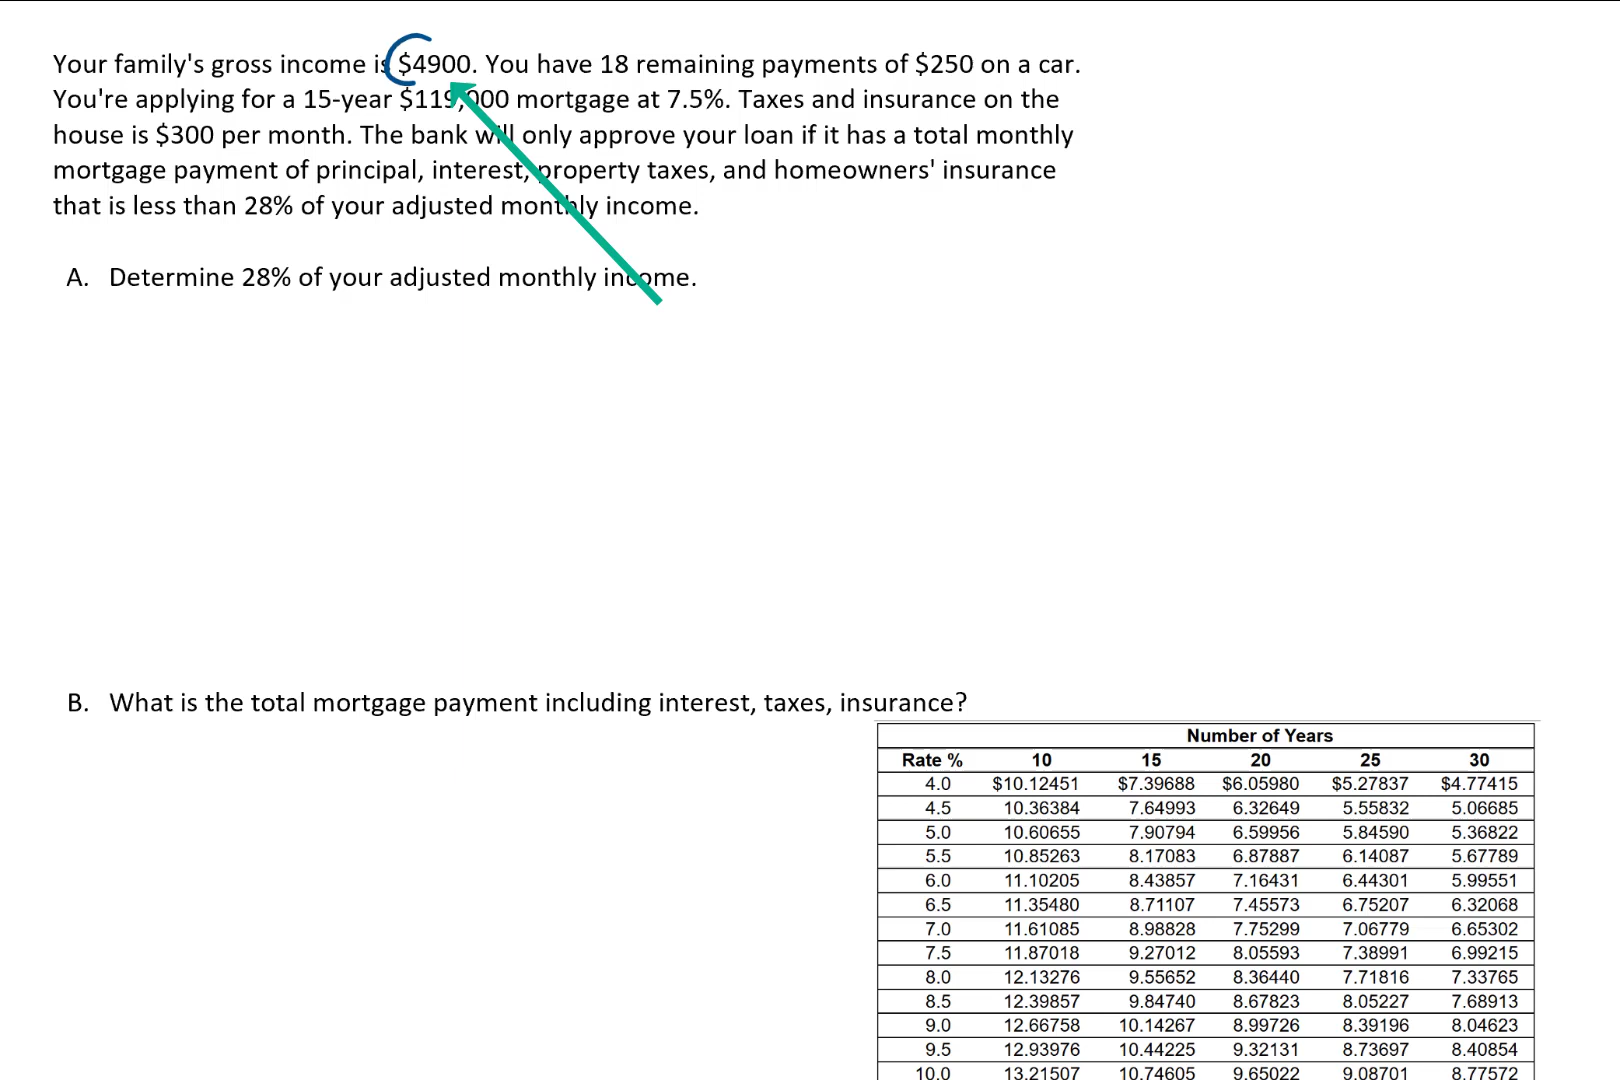 Your family's gross income is $4900. You have 18 remaining payments of $250 on a car.
You're applying for a 15-year $119,000 mortgage at 7.5%. Taxes and insurance on the
house is $300 per month. The bank will only approve your loan if it has a total monthly
mortgage payment of principal, interest, property taxes, and homeowners' insurance
that is less than 28% of your adjusted monthly income.
A. Determine 28% of your adjusted monthly income.
B. What is the total mortgage payment including interest, taxes, insurance?
Number of Years
Rate % 10 15 20 25 30
4.0 $10.12451 $7.39688 $6.05980 $5.27837 $4.77415
4.5 10.36384 7.64993 6.32649 5.55832 5.06685
5.0 10.60655 7.90794 6.59956 5.84590 5.36822
5.5 10.85263 8.17083 6.87887 6.14087 5.67789
6.0 11.10205 8.43857 7.16431 6.44301 5.99551
6.5 11.35480 8.71107 7.45573 6.75207 6.32068
7.0 11.61085 8.98828 7.75299 7.06779 6.65302
7.5 11.87018 9.27012 8.05593 7.38991 6.99215
8.0 12.13276 9.55652 8.36440 7.71816 7.33765
8.5 12.39857 9.84740 8.67823 8.05227 7.68913
9.0 12.66758 10.14267 8.99726 8.39196 8.04623
9.5 12.93976 10.44225 9.32131 8.73697 8.40854
10.0 13.21507 10.74605 9.65022 9.08701 8.77572